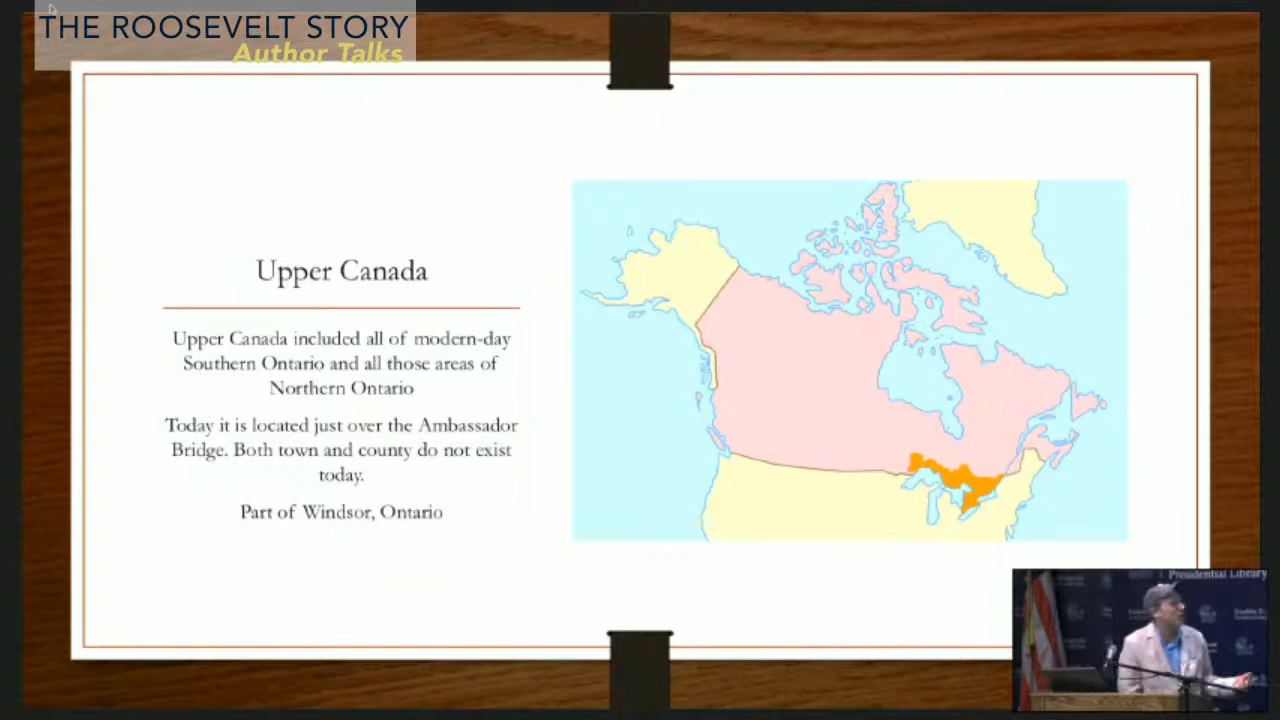 THE ROOSEVELT STORY
Author Talks
Upper Canada
Upper Canada included all of modern-day
Southern Ontario and all those areas of
Northern Ontario
Today it is located just over the Ambassador
Bridge. Both town and county do not exist
today.
Part of Windsor, Ontario
Presidential Library